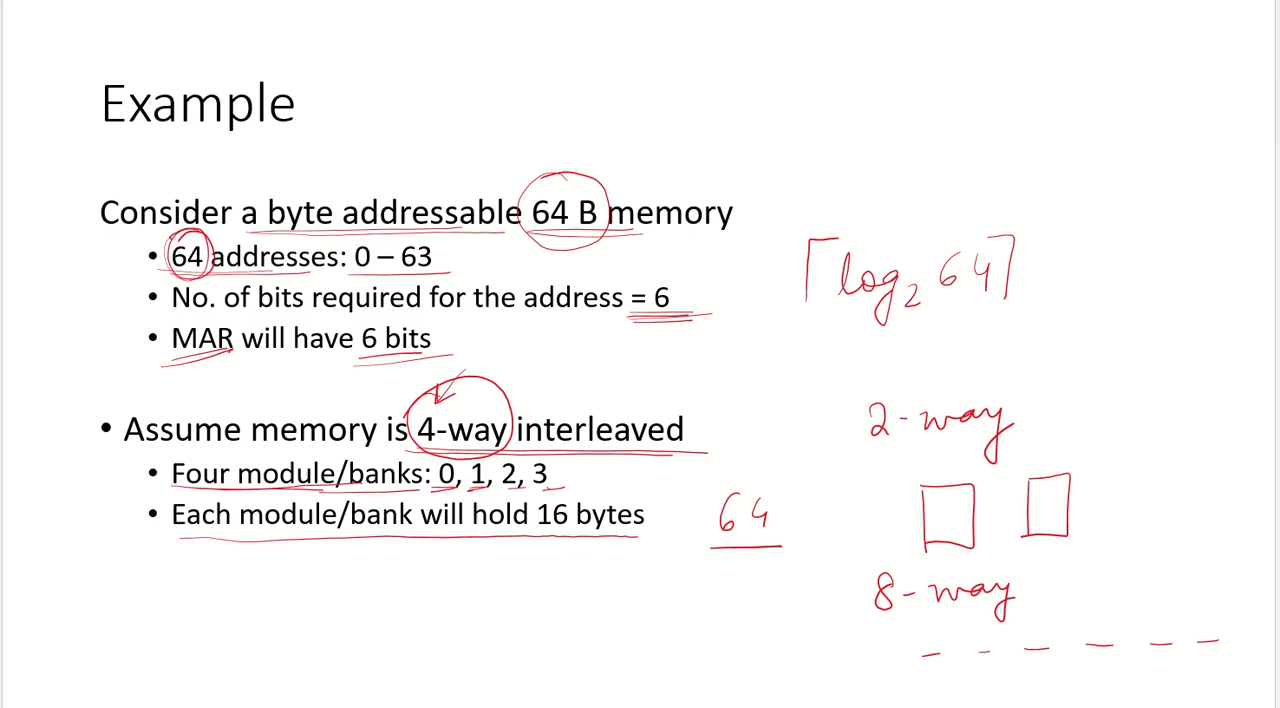 Example
Consider a byte addressable 64 B memory
• 64 addresses: 0 – 63
• No. of bits required for the address = 6
• MAR will have 6 bits
• Assume memory is 4-way interleaved
• Four module/banks: 0, 1, 2, 3
• Each module/bank will hold 16 bytes
⌈log₂ 64⌉
2-way
64
8-way